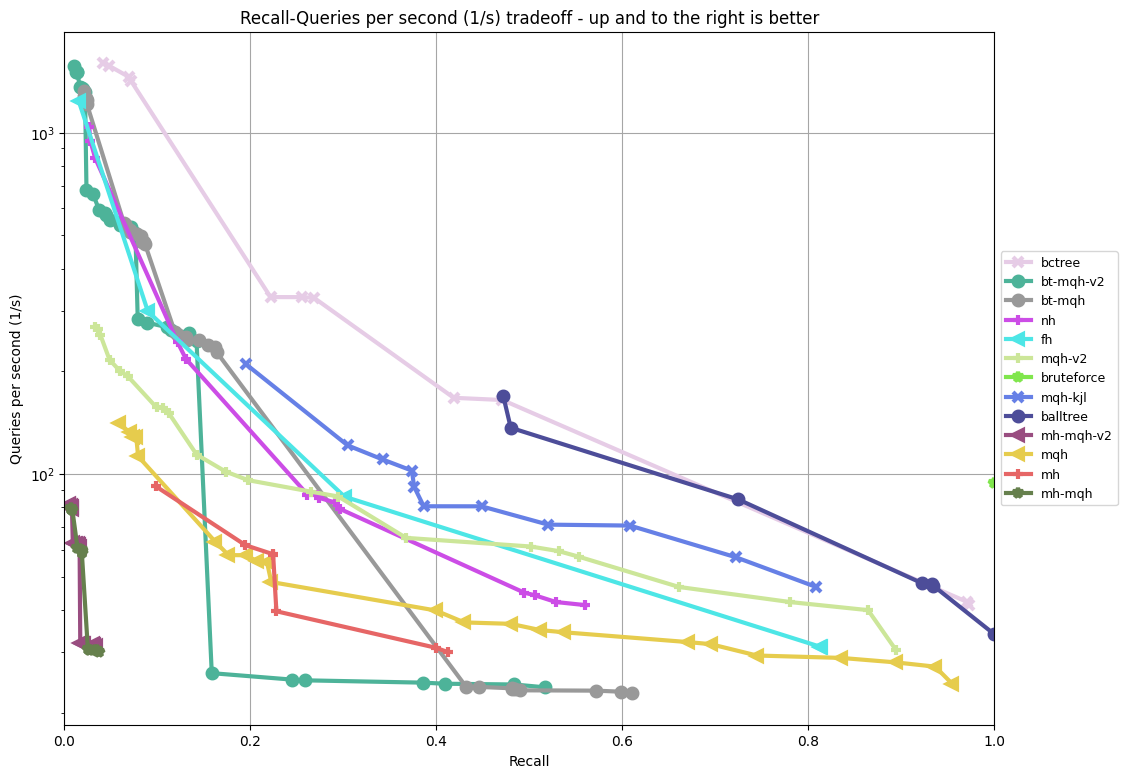 Recall-Queries per second (1/s) tradeoff - up and to the right is better
Queries per second (1/s)
10³
10²
0.0 0.2 0.4 0.6 0.8 1.0
Recall
bctree
bt-mqh-v2
bt-mqh
nh
fh
mqh-v2
bruteforce
mqh-kjl
balltree
mh-mqh-v2
mqh
mh
mh-mqh